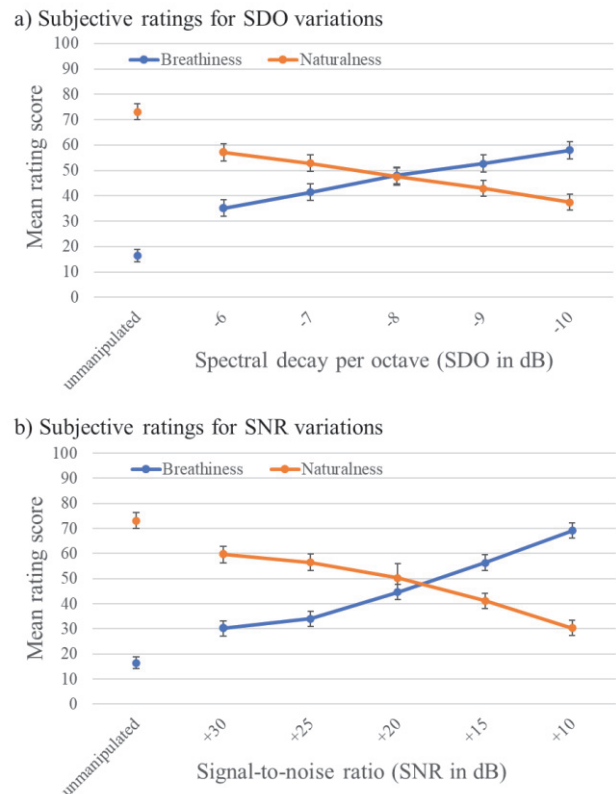 a) Subjective ratings for SDO variations
100
90
80
70
60
50
40
30
20
10
0
Mean rating score
Breathiness Naturalness
unmanipulated -6 -7 -8 -9 -10
Spectral decay per octave (SDO in dB)
b) Subjective ratings for SNR variations
100
90
80
70
60
50
40
30
20
10
0
Mean rating score
Breathiness Naturalness
unmanipulated +30 +25 +20 +15 +10
Signal-to-noise ratio (SNR in dB)